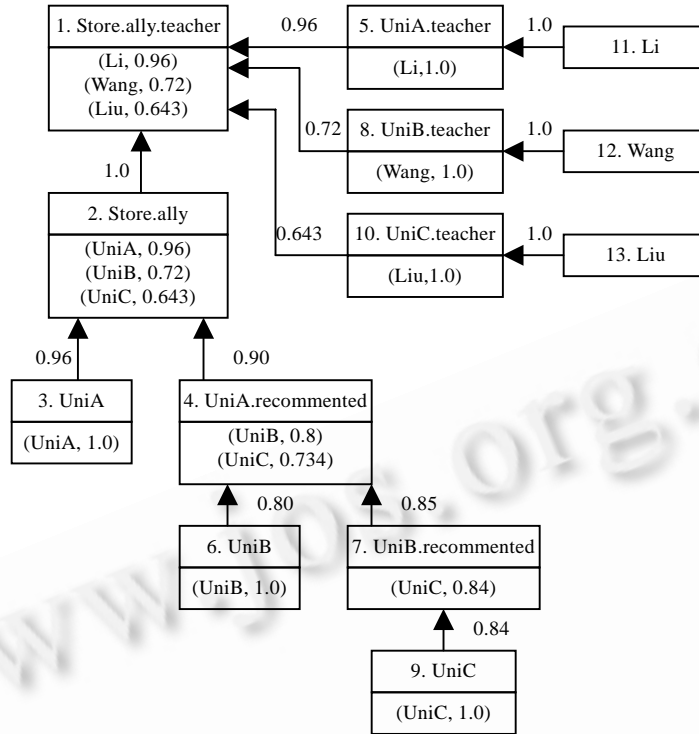 1. Store.ally.teacher
(Li, 0.96)
(Wang, 0.72)
(Liu, 0.643)
0.96
5. UniA.teacher
(Li,1.0)
1.0
11. Li
0.72
8. UniB.teacher
(Wang, 1.0)
1.0
12. Wang
0.643
10. UniC.teacher
(Liu,1.0)
1.0
13. Liu
1.0
2. Store.ally
(UniA, 0.96)
(UniB, 0.72)
(UniC, 0.643)
0.96
0.90
3. UniA
(UniA, 1.0)
4. UniA.recommented
(UniB, 0.8)
(UniC, 0.734)
0.80
0.85
6. UniB
(UniB, 1.0)
7. UniB.recommented
(UniC, 0.84)
0.84
9. UniC
(UniC, 1.0)
www.jos.org.